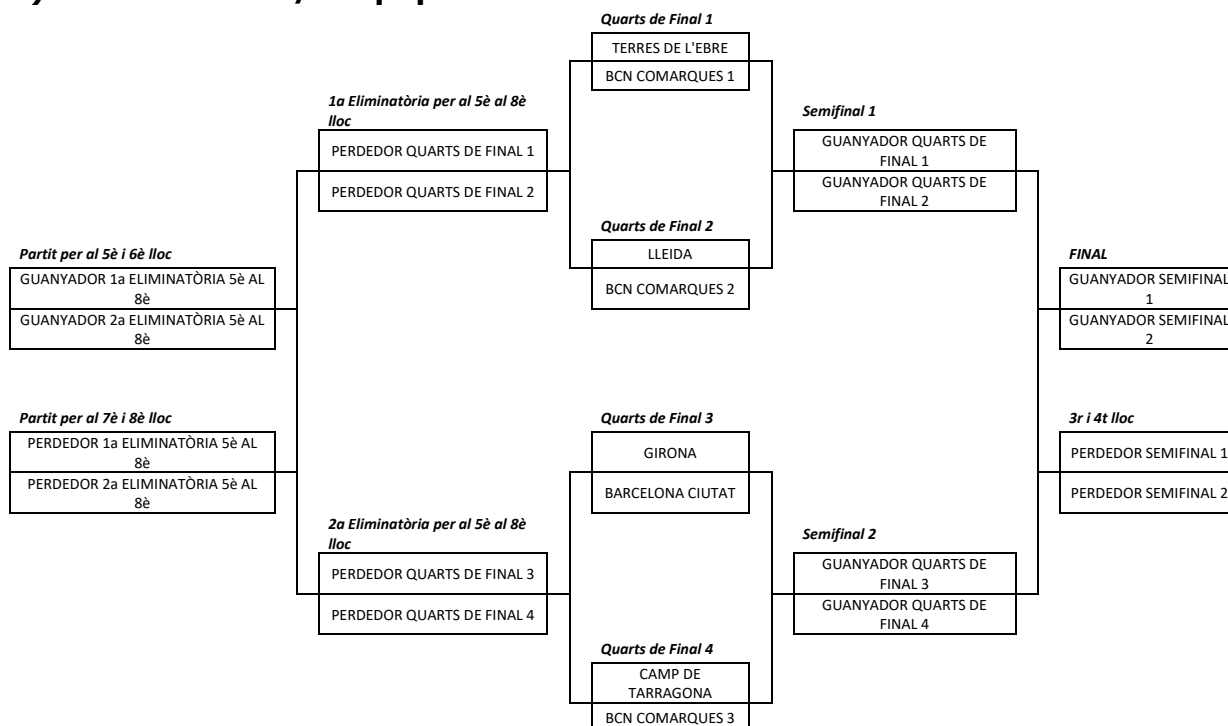 Quarts de Final 1
TERRES DE L'EBRE
BCN COMARQUES 1
1a Eliminatòria per al 5è al 8è
lloc
PERDEDOR QUARTS DE FINAL 1
PERDEDOR QUARTS DE FINAL 2
Semifinal 1
GUANYADOR QUARTS DE
FINAL 1
GUANYADOR QUARTS DE
FINAL 2
Quarts de Final 2
LLEIDA
BCN COMARQUES 2
Partit per al 5è i 6è lloc
GUANYADOR 1a ELIMINATÒRIA 5è AL
8è
GUANYADOR 2a ELIMINATÒRIA 5è AL
8è
FINAL
GUANYADOR SEMIFINAL
1
GUANYADOR SEMIFINAL
2
Partit per al 7è i 8è lloc
PERDEDOR 1a ELIMINATÒRIA 5è AL
8è
PERDEDOR 2a ELIMINATÒRIA 5è AL
8è
Quarts de Final 3
GIRONA
BARCELONA CIUTAT
3r i 4t lloc
PERDEDOR SEMIFINAL 1
PERDEDOR SEMIFINAL 2
2a Eliminatòria per al 5è al 8è
lloc
PERDEDOR QUARTS DE FINAL 3
PERDEDOR QUARTS DE FINAL 4
Semifinal 2
GUANYADOR QUARTS DE
FINAL 3
GUANYADOR QUARTS DE
FINAL 4
Quarts de Final 4
CAMP DE
TARRAGONA
BCN COMARQUES 3